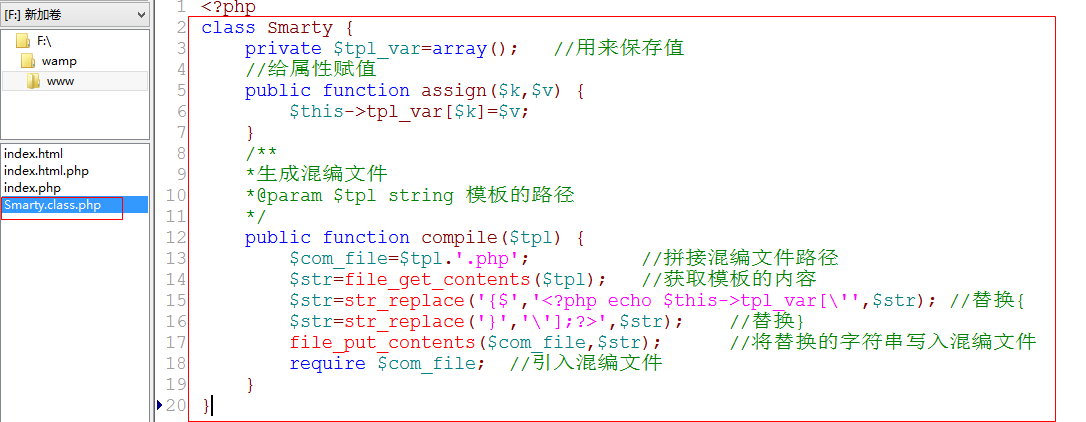 [F:] 新加卷
F:\
wamp
www
index.html
index.html.php
index.php
Smarty.class.php
1 <?php
2 class Smarty {
3     private $tpl_var=array();   //用来保存值
4     //给属性赋值
5     public function assign($k,$v) {
6         $this->tpl_var[$k]=$v;
7     }
8     /**
9     *生成混编文件
10     *@param $tpl string 模板的路径
11     */
12     public function compile($tpl) {
13         $com_file=$tpl.'.php';          //拼接混编文件路径
14         $str=file_get_contents($tpl);   //获取模板的内容
15         $str=str_replace('{$','<?php echo $this->tpl_var[\'',$str); //替换{
16         $str=str_replace('}','\'];?>',$str);    //替换}
17         file_put_contents($com_file,$str);      //将替换的字符串写入混编文件
18         require $com_file;  //引入混编文件
19     }
20 }